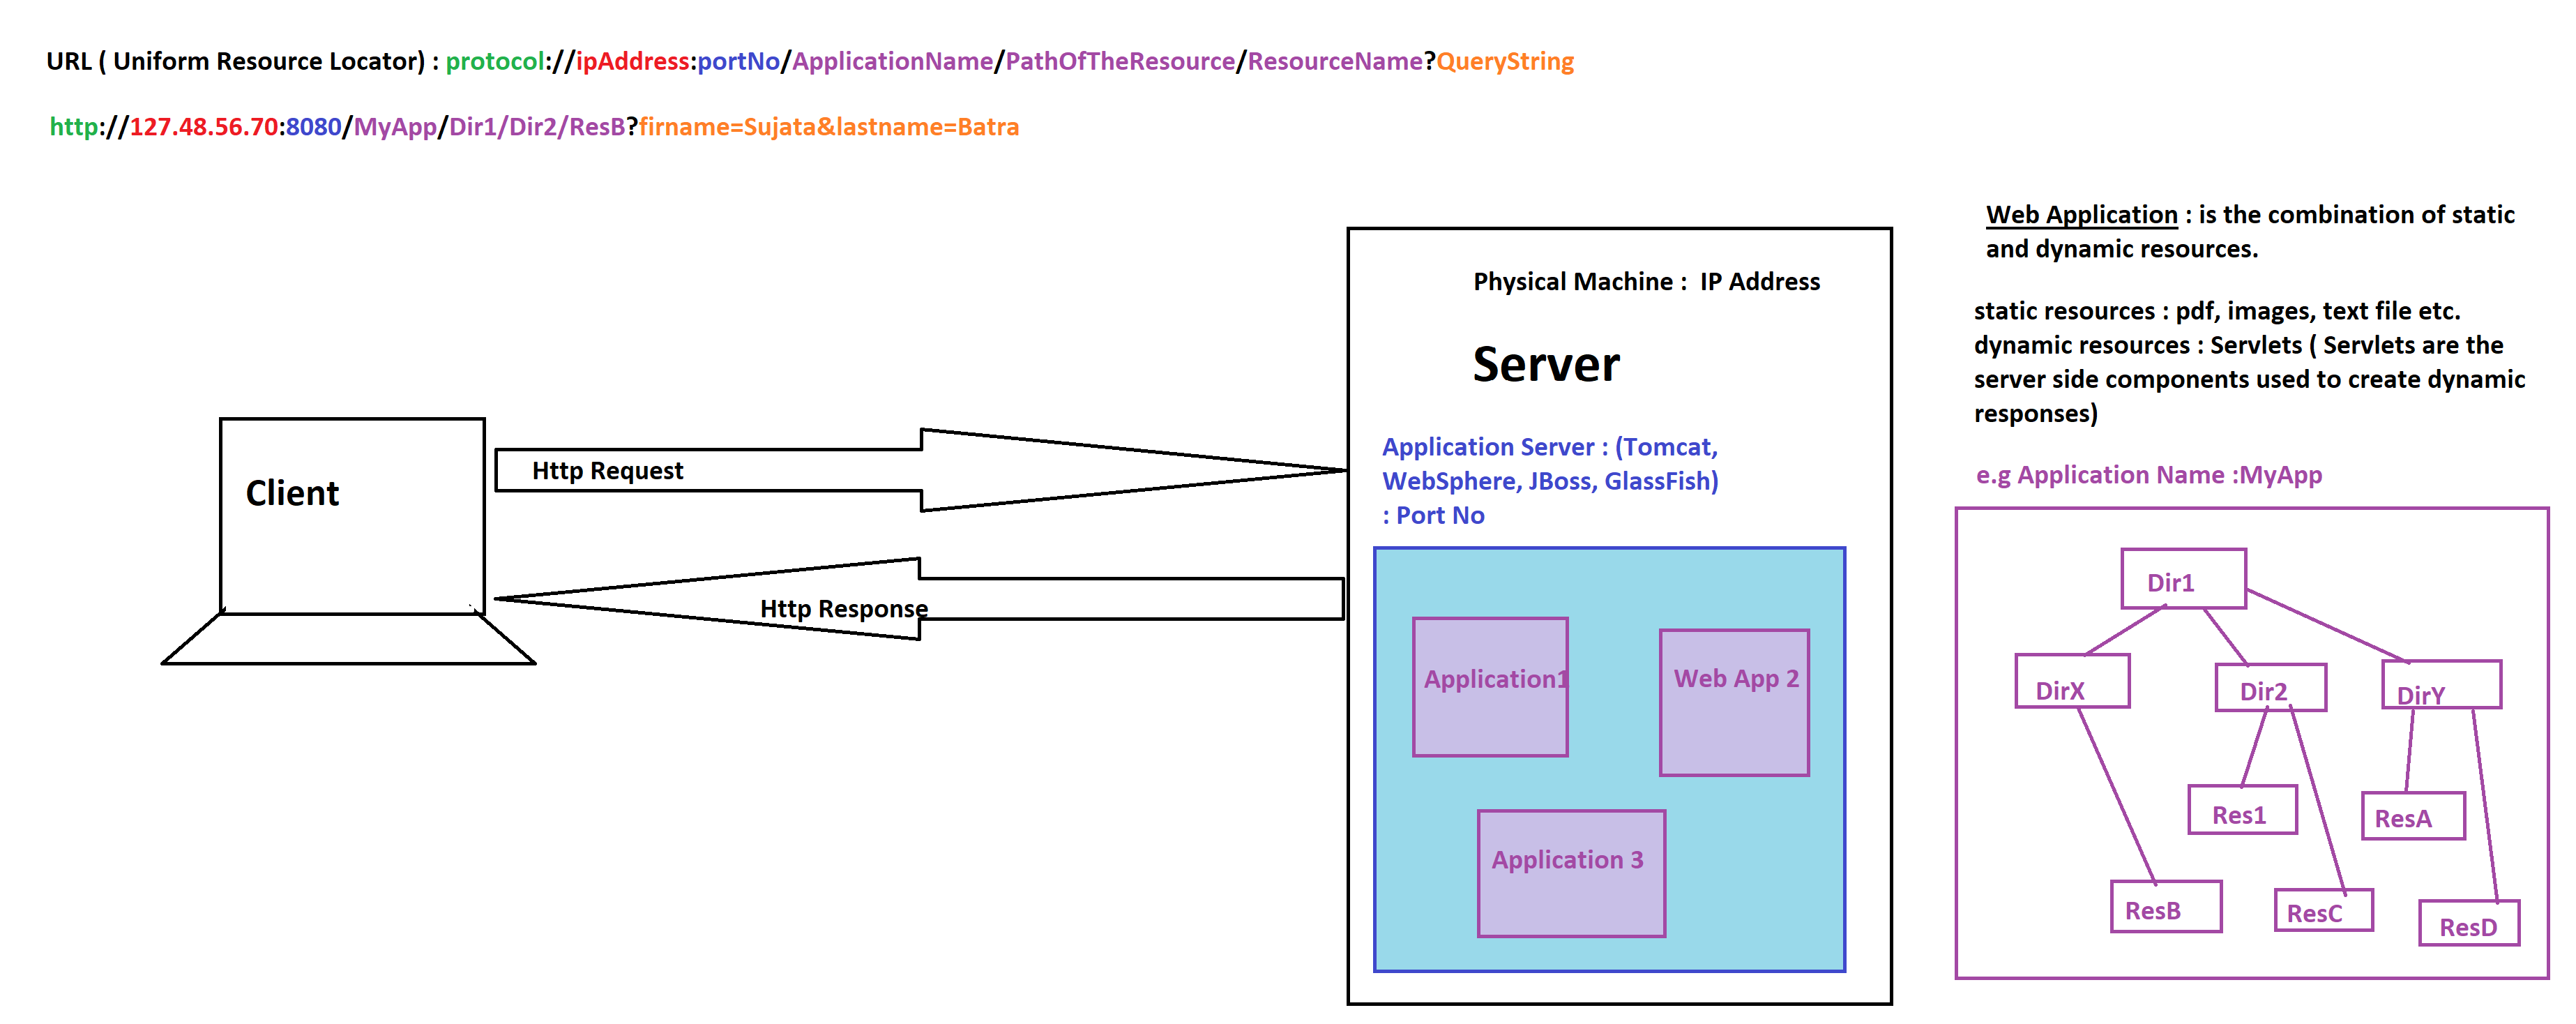 URL ( Uniform Resource Locator) : protocol://ipAddress:portNo/ApplicationName/PathOfTheResource/ResourceName?QueryString
http://127.48.56.70:8080/MyApp/Dir1/Dir2/ResB?firname=Sujata&lastname=Batra
Web Application : is the combination of static
and dynamic resources.
static resources : pdf, images, text file etc.
dynamic resources : Servlets ( Servlets are the
server side components used to create dynamic
responses)
e.g Application Name :MyApp
Physical Machine :  IP Address
Server
Application Server : (Tomcat,
WebSphere, JBoss, GlassFish)
: Port No
Client
Http Request
Http Response
Application1
Web App 2
Application 3
Dir1
DirX
Dir2
DirY
Res1
ResA
ResB
ResC
ResD